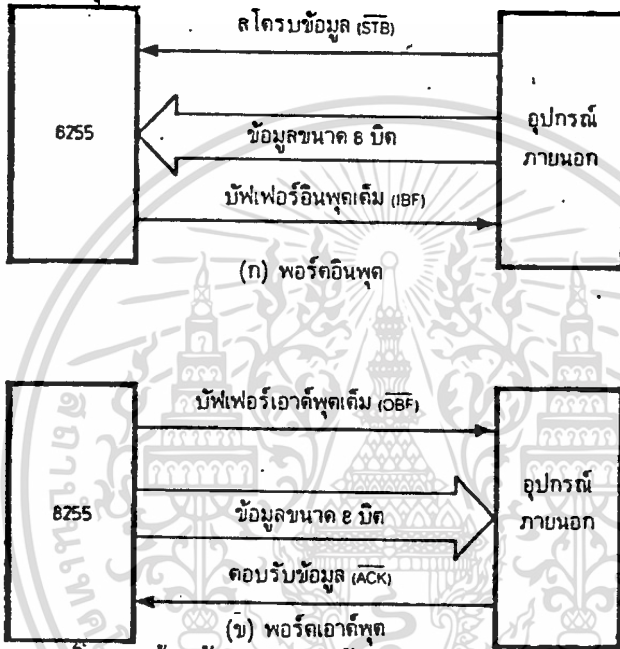 สโตรบข้อมูล (STB)
8255
ข้อมูลขนาด 8 บิต
อุปกรณ์
ภายนอก
บัฟเฟอร์อินพุตเต็ม (IBF)
(ก) พอร์ตอินพุต
บัฟเฟอร์เอาต์พุตเต็ม (OBF)
8255
ข้อมูลขนาด 8 บิต
อุปกรณ์
ภายนอก
ตอบรับข้อมูล (ACK)
(ข) พอร์ตเอาต์พุต